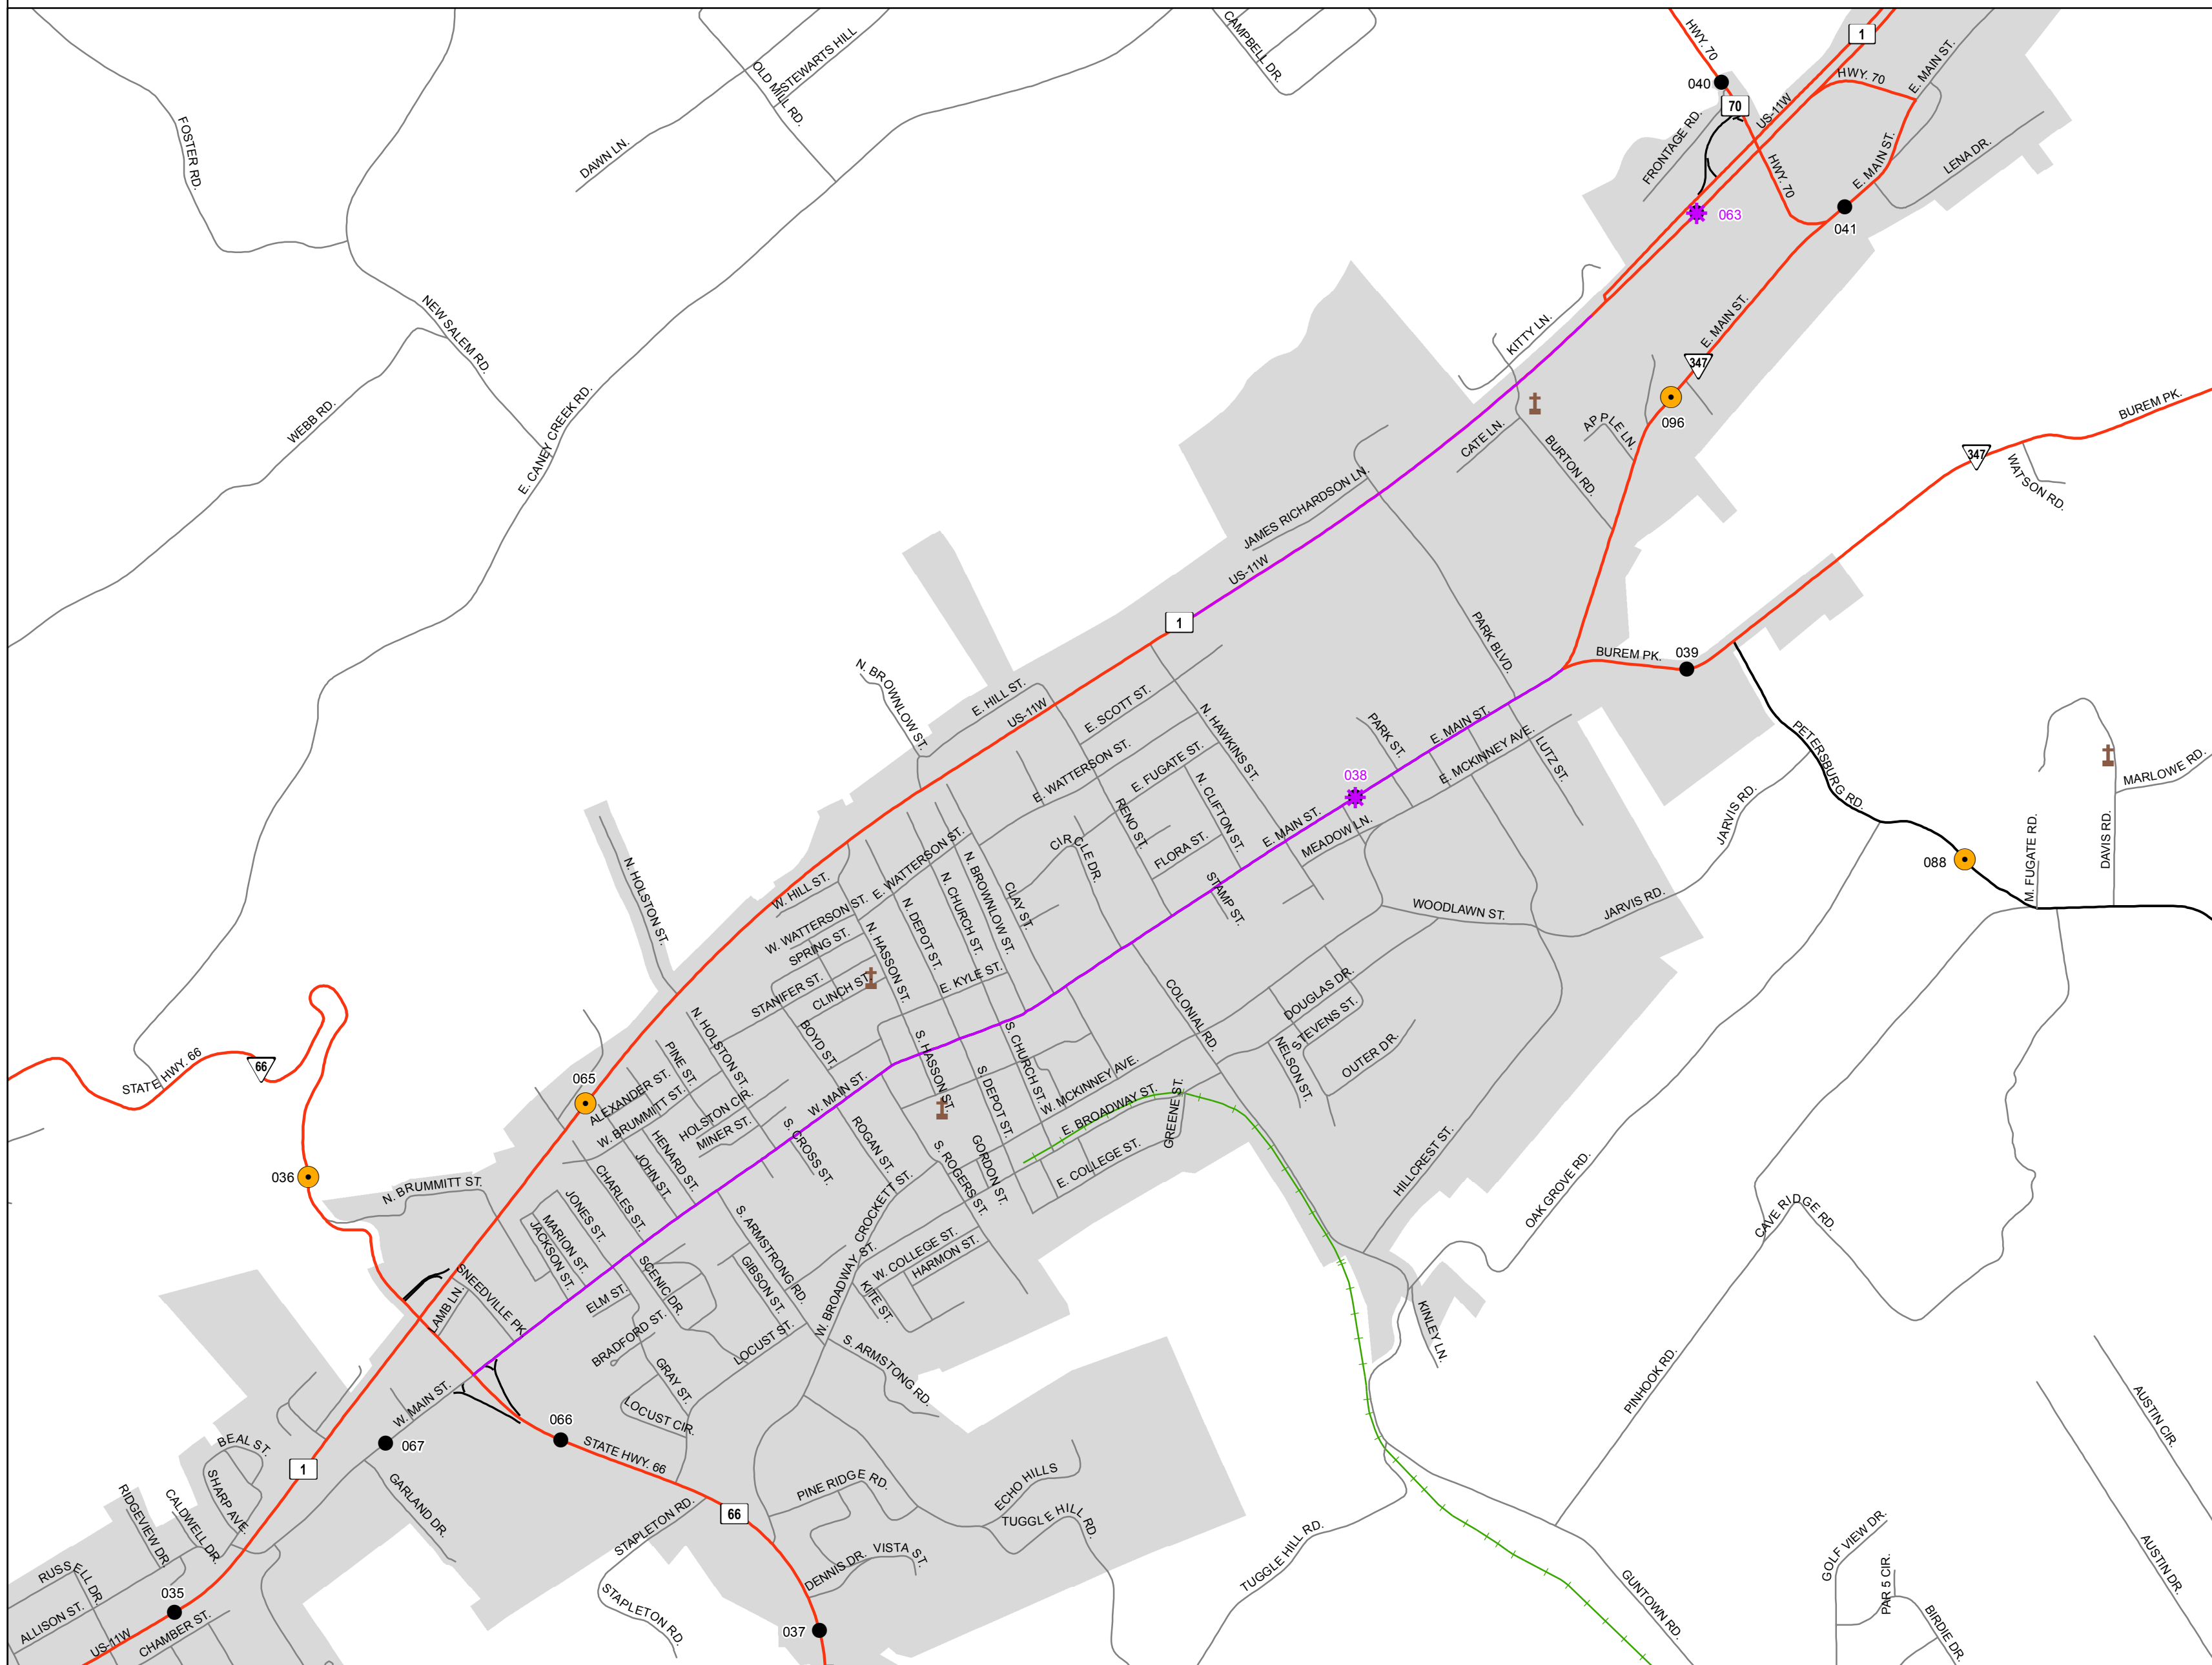 CAMPBELL DR.
HWY. 70
1
STEWARTS HILL
OLD MILL RD.
E. MAIN ST.
HWY. 70
040
70
US-11W
FOSTER RD.
FRONTAGE RD.
DAWN LN.
HWY. 70
E. MAIN ST.
LENA DR.
063
041
NEW SALEM RD.
KITTY LN.
E. MAIN ST.
347
WEBB RD.
E. CANEY CREEK RD.
096
APPLE LN.
CATE LN.
BURTON RD.
BUREM PK.
347
WATSON RD.
JAMES RICHARDSON LN.
US-11W
1
PARK BLVD.
BUREM PK.
039
N. BROWNLOW ST.
E. HILL ST.
US-11W
E. SCOTT ST.
N. HAWKINS ST.
PARK ST.
E. MAIN ST.
E. MCKINNEY AVE.
LUTZ ST.
PETERSBURG RD.
MARLOWE RD.
E. WATTERSON ST.
E. FUGATE ST.
N. CLIFTON ST.
038
RENO ST.
JARVIS RD.
M. FUGATE RD.
DAVIS RD.
088
CIRCLE DR.
FLORA ST.
E. MAIN ST.
MEADOW LN.
STAMP ST.
N. HOLSTON ST.
W. HILL ST.
E. WATTERSON ST.
W. WATTERSON ST.
SPRING ST.
N. HASSON ST.
N. DEPOT ST.
N. CHURCH ST.
N. BROWNLOW ST.
CLAY ST.
WOODLAWN ST.
JARVIS RD.
STANIFER ST.
CLINCH ST.
E. KYLE ST.
COLONIAL RD.
DOUGLAS DR.
STEVENS ST.
NELSON ST.
OUTER DR.
STATE HWY. 66
66
065
N. HOLSTON ST.
BOYD ST.
PINE ST.
ALEXANDER ST.
W. BRUMMITT ST.
HOLSTON CIR.
MINER ST.
W. MAIN ST.
S. HASSON ST.
S. DEPOT ST.
S. CHURCH ST.
W. MCKINNEY AVE.
E. BROADWAY ST.
GREENE ST.
E. COLLEGE ST.
HILLCREST ST.
036
N. BRUMMITT ST.
HENARD ST.
JOHN ST.
CHARLES ST.
S. CROSS ST.
ROGAN ST.
CROCKETT ST.
S. ROGERS ST.
GORDON ST.
OAK GROVE RD.
CAVE RIDGE RD.
JONES ST.
MARION ST.
JACKSON ST.
SCENIC DR.
ELM ST.
S. ARMSTRONG RD.
GIBSON ST.
W. BROADWAY ST.
W. COLLEGE ST.
HARMON ST.
KITE ST.
SNEEDVILLE PK.
LAMB LN.
BRADFORD ST.
LOCUST ST.
GRAY ST.
S. ARMSTONG RD.
KINLEY LN.
PINHOOK RD.
AUSTIN CIR.
W. MAIN ST.
LOCUST CIR.
066
067
STATE HWY. 66
BEAL ST.
SHARP AVE.
1
GARLAND DR.
RIDGEVIEW DR.
CALDWELL DR.
66
PINE RIDGE RD.
ECHO HILLS
TUGGLE HILL RD.
STAPLETON RD.
DENNIS DR.
VISTA ST.
TUGGLE HILL RD.
GOLF VIEW DR.
PAR 5 CIR.
BIRDIE DR.
AUSTIN DR.
RUSSELL DR.
035
ALLISON ST.
US-11W
CHAMBER ST.
STAPLETON RD.
037
GUNTOWN RD.